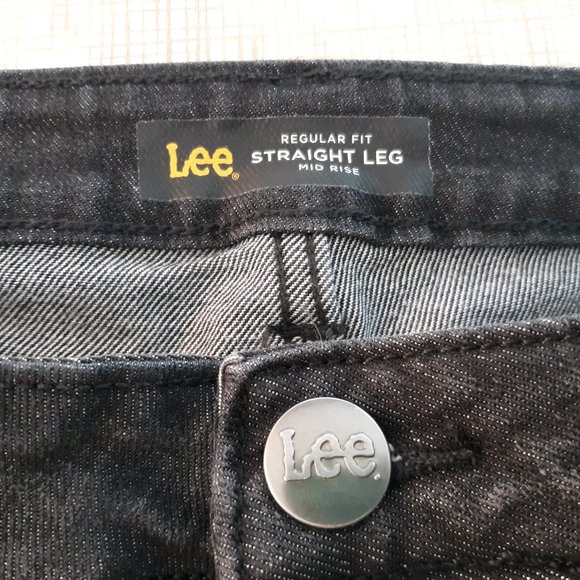 Lee®
REGULAR FIT
STRAIGHT LEG
MID RISE
Lee